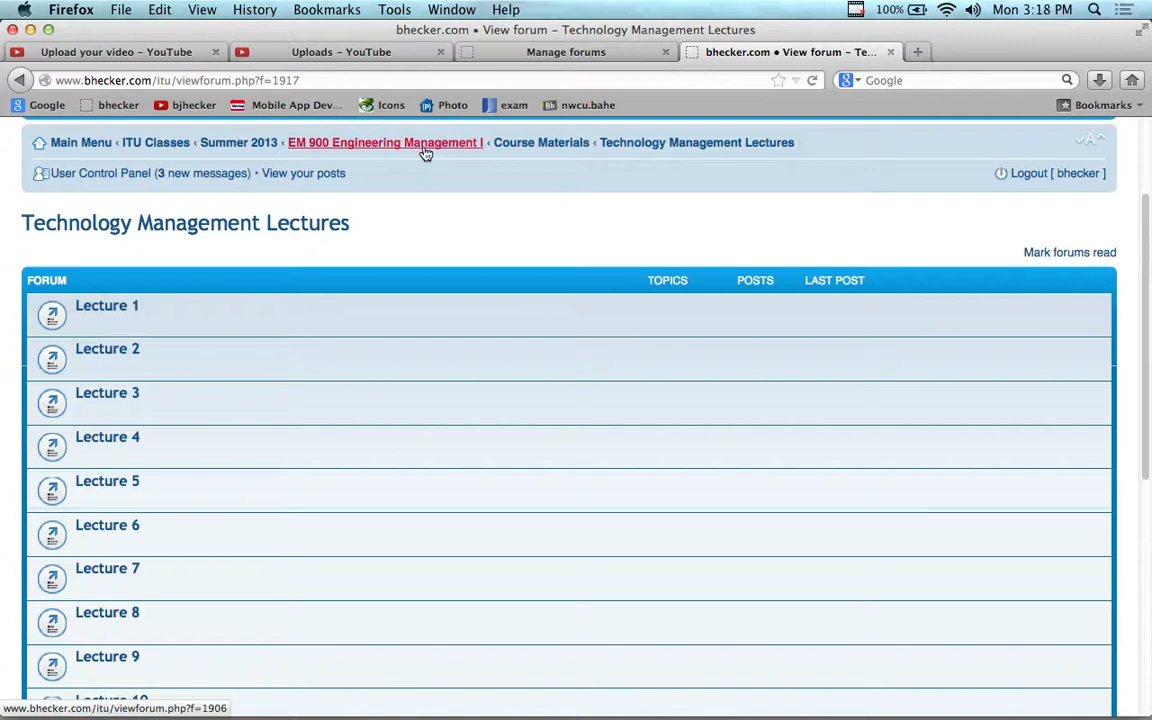 Firefox File Edit View History Bookmarks Tools Window Help 100% Mon 3:18 PM
bhecker.com • View forum – Technology Management Lectures
Upload your video – YouTube Uploads – YouTube Manage forums bhecker.com • View forum – Te...
www.bhecker.com/itu/viewforum.php?f=1917 Google
Google bhecker bjhecker Mobile App Dev... Icons Photo exam nwcu.bahe Bookmarks
Main Menu ‹ ITU Classes ‹ Summer 2013 ‹ EM 900 Engineering Management I ‹ Course Materials ‹ Technology Management Lectures
User Control Panel (3 new messages) • View your posts Logout [ bhecker ]
Technology Management Lectures
Mark forums read
FORUM TOPICS POSTS LAST POST
Lecture 1
Lecture 2
Lecture 3
Lecture 4
Lecture 5
Lecture 6
Lecture 7
Lecture 8
Lecture 9
Lecture 10
www.bhecker.com/itu/viewforum.php?f=1906